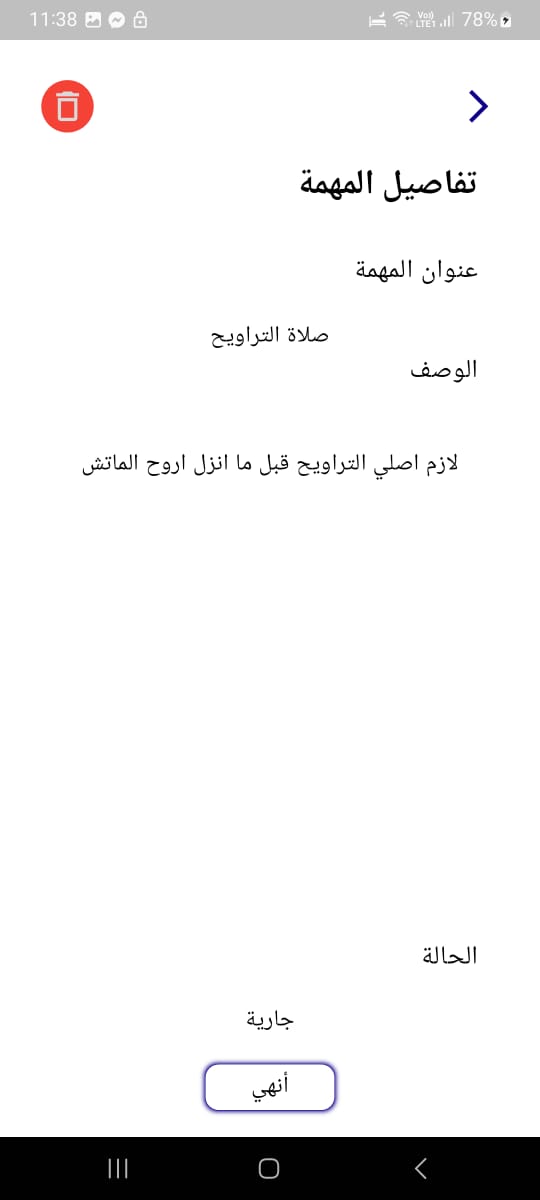 11:38
Vo)) LTE1 78%
تفاصيل المهمة
عنوان المهمة
صلاة التراويح
الوصف
لازم اصلي التراويح قبل ما انزل اروح الماتش
الحالة
جارية
أنهي